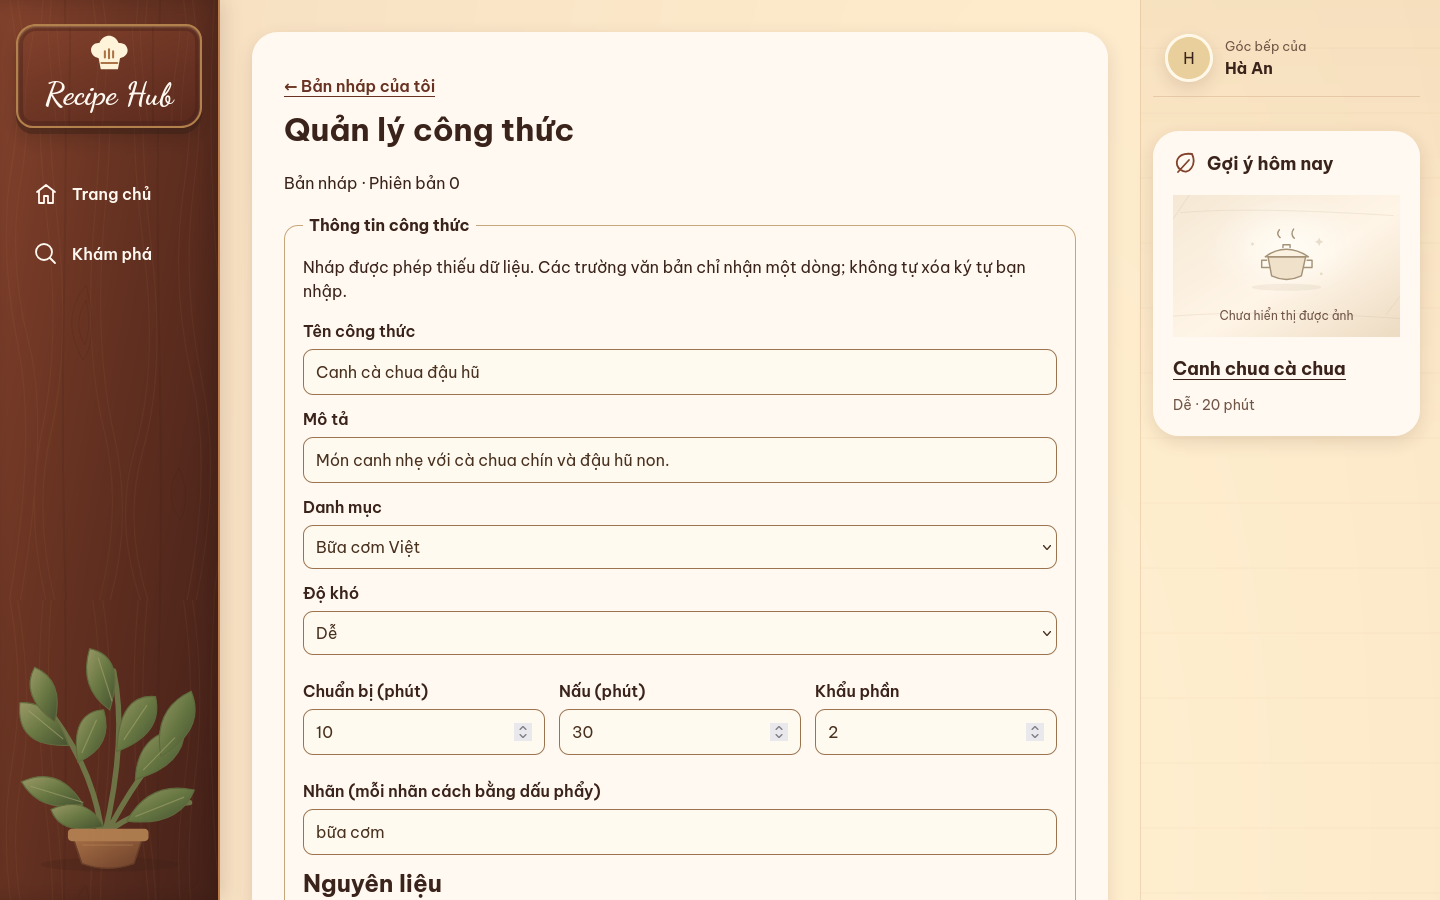 Recipe Hub
Trang chủ
Khám phá
← Bản nháp của tôi
Quản lý công thức
Bản nháp · Phiên bản 0
Thông tin công thức
Nháp được phép thiếu dữ liệu. Các trường văn bản chỉ nhận một dòng; không tự xóa ký tự bạn
nhập.
Tên công thức
Canh cà chua đậu hũ
Mô tả
Món canh nhẹ với cà chua chín và đậu hũ non.
Danh mục
Bữa cơm Việt
Độ khó
Dễ
Chuẩn bị (phút) Nấu (phút) Khẩu phần
10 30 2
Nhãn (mỗi nhãn cách bằng dấu phẩy)
bữa cơm
Nguyên liệu
H
Góc bếp của
Hà An
Gợi ý hôm nay
Chưa hiển thị được ảnh
Canh chua cà chua
Dễ · 20 phút